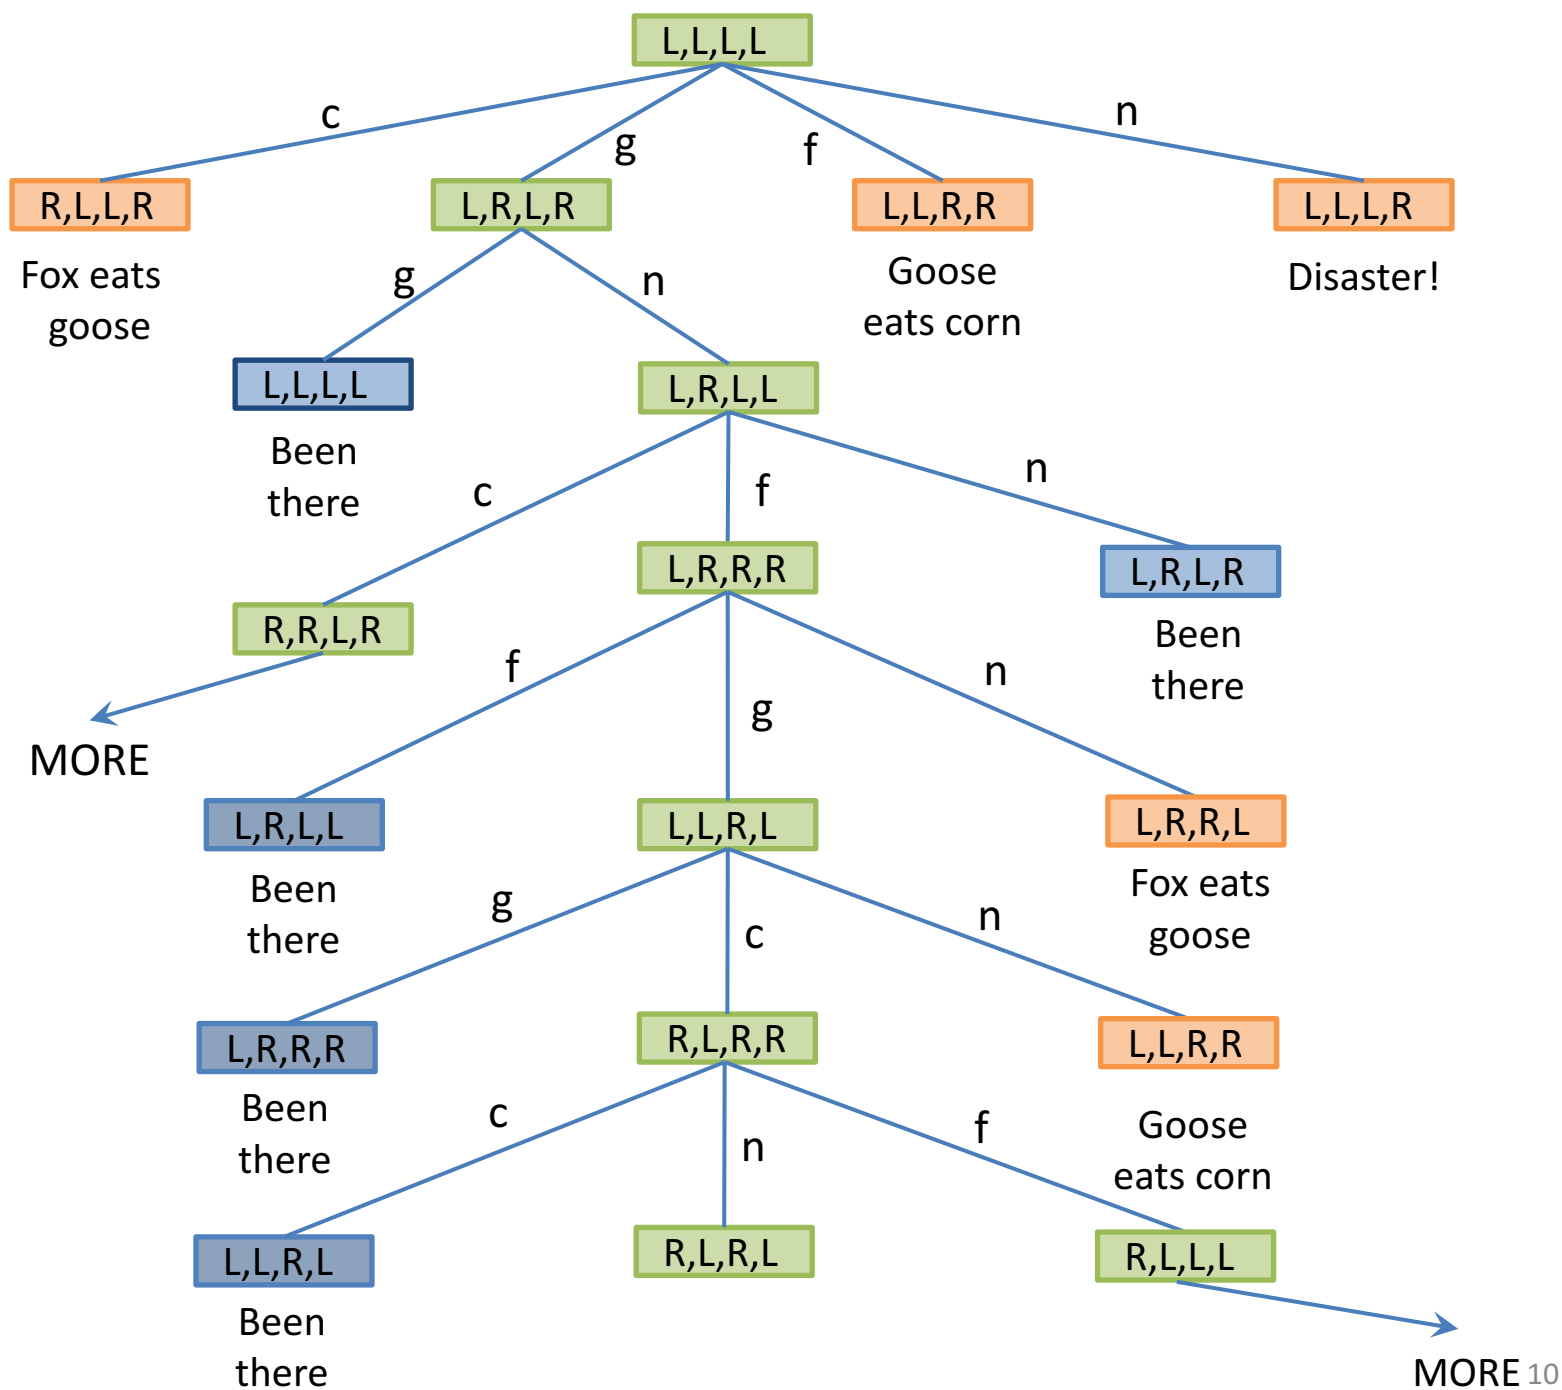 L,L,L,L
c
g
f
n
R,L,L,R
L,R,L,R
L,L,R,R
L,L,L,R
Fox eats
goose
Goose
eats corn
Disaster!
g
n
L,L,L,L
Been
there
L,R,L,L
c
f
n
R,R,L,R
MORE
L,R,R,R
L,R,L,R
Been
there
f
g
n
L,R,L,L
Been
there
L,L,R,L
L,R,R,L
Fox eats
goose
g
c
n
L,R,R,R
Been
there
R,L,R,R
L,L,R,R
Goose
eats corn
c
n
f
L,L,R,L
Been
there
R,L,R,L
R,L,L,L
MORE
10